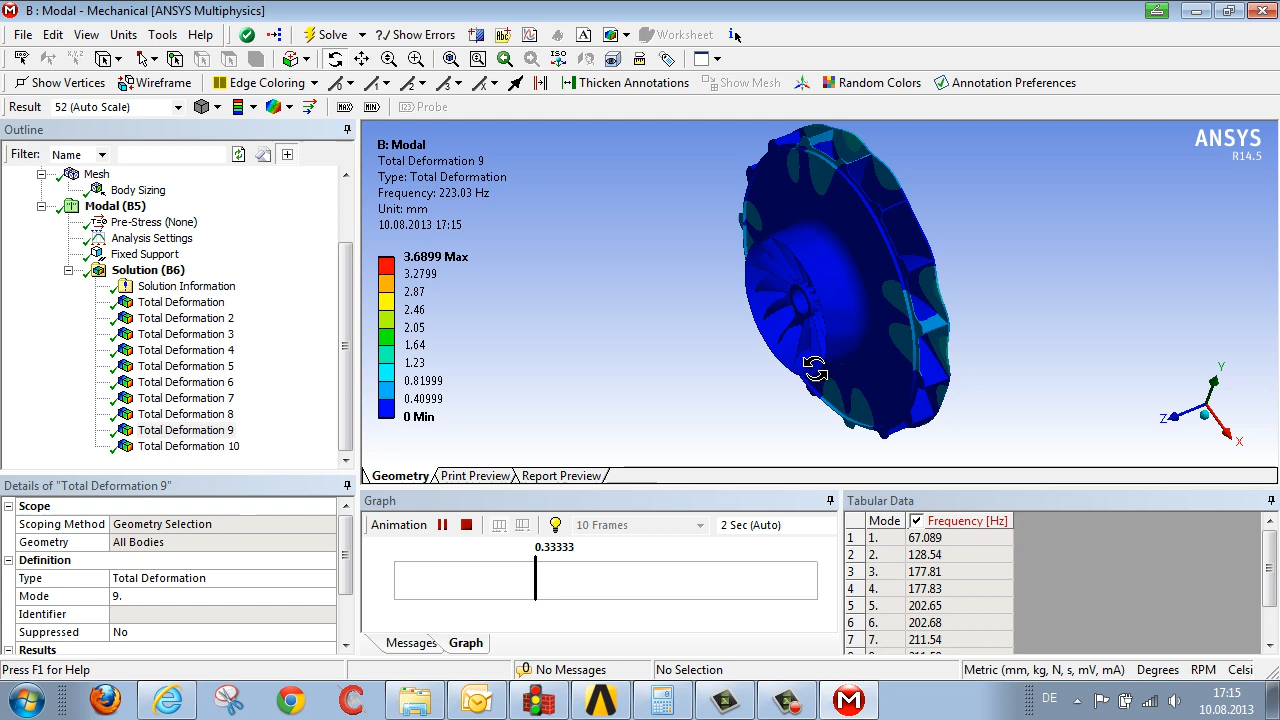 B : Modal - Mechanical [ANSYS Multiphysics]
File Edit View Units Tools Help Solve ?/ Show Errors Worksheet
Show Vertices Wireframe Edge Coloring Thicken Annotations Show Mesh Random Colors Annotation Preferences
Result 52 (Auto Scale) MAX MIN Probe
Outline
Filter: Name
Mesh
Body Sizing
Modal (B5)
Pre-Stress (None)
Analysis Settings
Fixed Support
Solution (B6)
Solution Information
Total Deformation
Total Deformation 2
Total Deformation 3
Total Deformation 4
Total Deformation 5
Total Deformation 6
Total Deformation 7
Total Deformation 8
Total Deformation 9
Total Deformation 10
B: Modal
Total Deformation 9
Type: Total Deformation
Frequency: 223.03 Hz
Unit: mm
10.08.2013 17:15
3.6899 Max
3.2799
2.87
2.46
2.05
1.64
1.23
0.81999
0.40999
0 Min
ANSYS
R14.5
Y
Z
X
Geometry Print Preview Report Preview
Details of "Total Deformation 9"
Scope
Scoping Method Geometry Selection
Geometry All Bodies
Definition
Type Total Deformation
Mode 9.
Identifier
Suppressed No
Results
Graph
Animation 10 Frames 2 Sec (Auto)
0.33333
Messages Graph
Tabular Data
Mode Frequency [Hz]
1 1. 67.089
2 2. 128.54
3 3. 177.81
4 4. 177.83
5 5. 202.65
6 6. 202.68
7 7. 211.54
Press F1 for Help 0 No Messages No Selection Metric (mm, kg, N, s, mV, mA) Degrees RPM Celsi
DE 17:15
10.08.2013